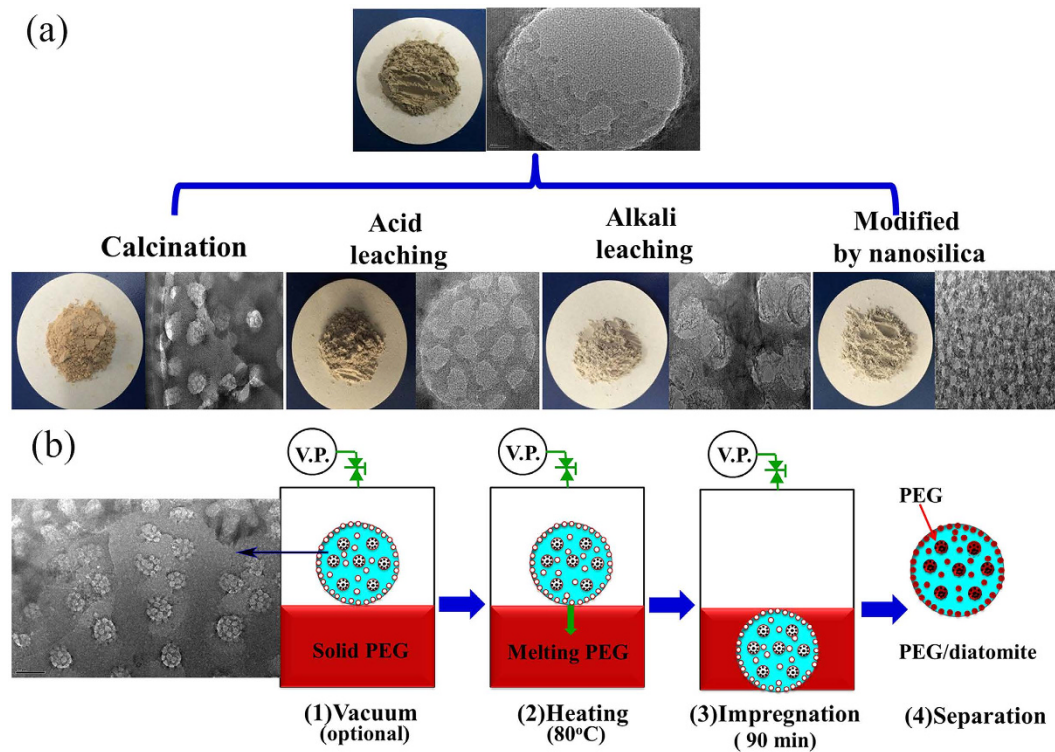 (a)
Calcination
Acid
leaching
Alkali
leaching
Modified
by nanosilica
(b)
V.P.
V.P.
V.P.
PEG
Solid PEG
Melting PEG
PEG/diatomite
(1)Vacuum
(optional)
(2)Heating
(80°C)
(3)Impregnation
( 90 min)
(4)Separation